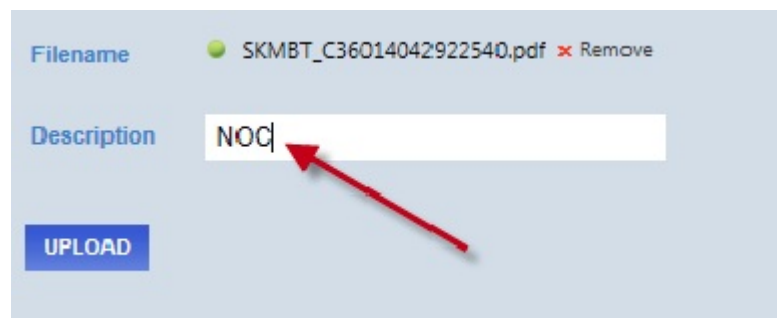 Filename SKMBT_C36014042922540.pdf × Remove
Description NOC
UPLOAD